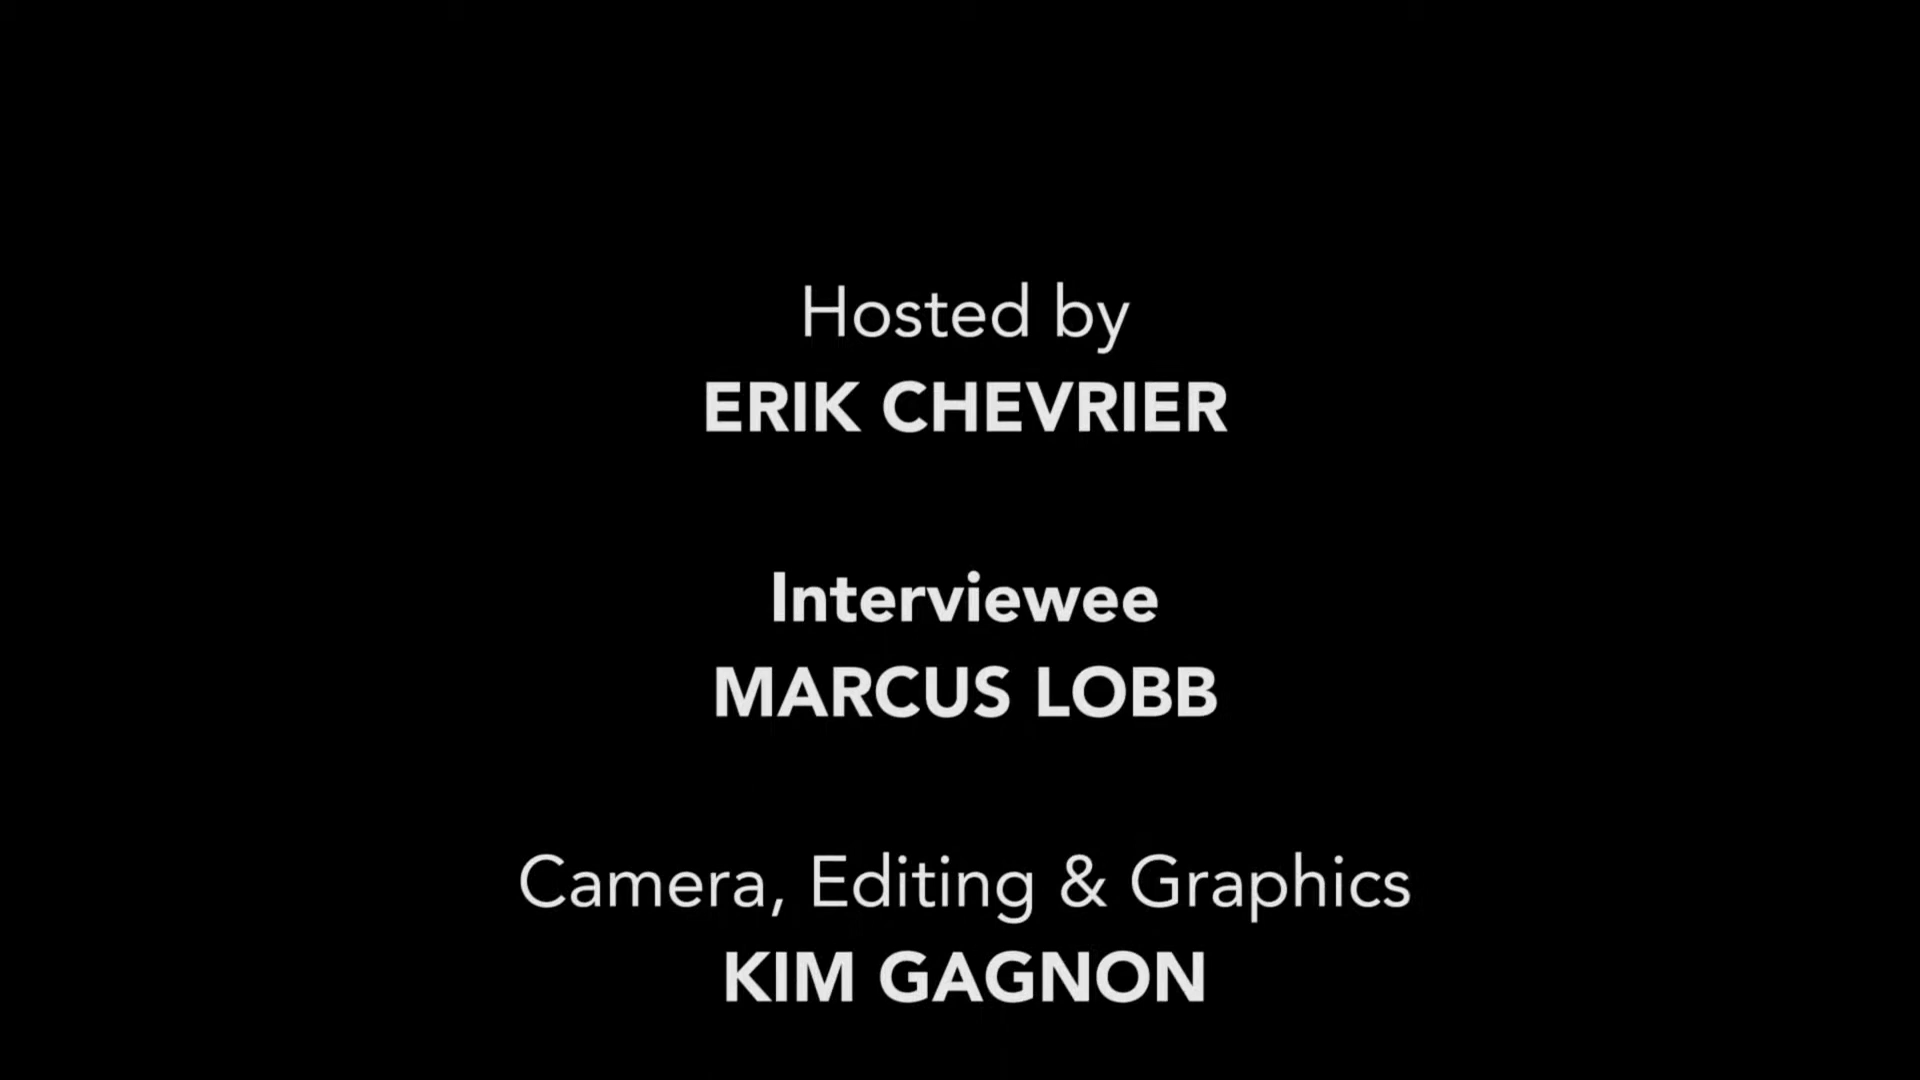 Hosted by
ERIK CHEVRIER
Interviewee
MARCUS LOBB
Camera, Editing & Graphics
KIM GAGNON